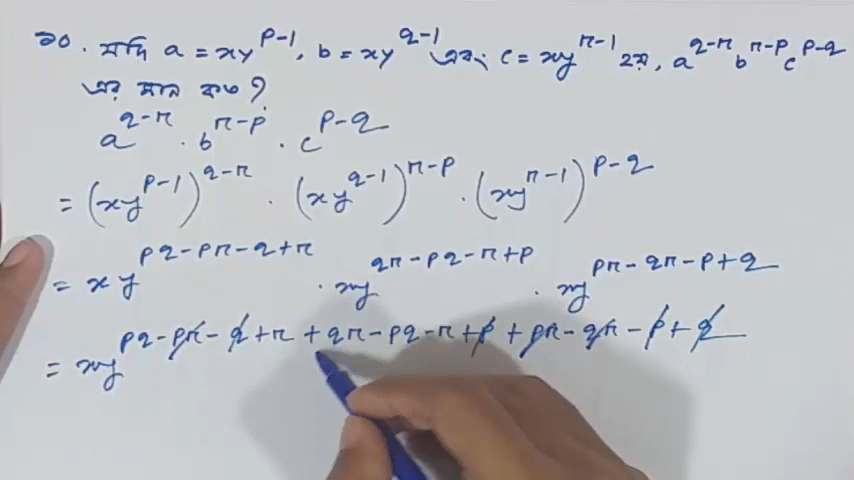 ১০. যদি a = xy^{p-1}, b = xy^{q-1} এবং c = xy^{r-1} হয়, a^{q-r} b^{r-p} c^{p-q}
এর মান কত ?
a^{q-r} . b^{r-p} . c^{p-q}
= (xy^{p-1})^{q-r} . (xy^{q-1})^{r-p} . (xy^{r-1})^{p-q}
= xy^{pq-pr-q+r} . xy^{qr-pq-r+p} . xy^{pr-qr-p+q}
= xy^{pq-pr-q+r+qr-pq-r+p+pr-qr-p+q}